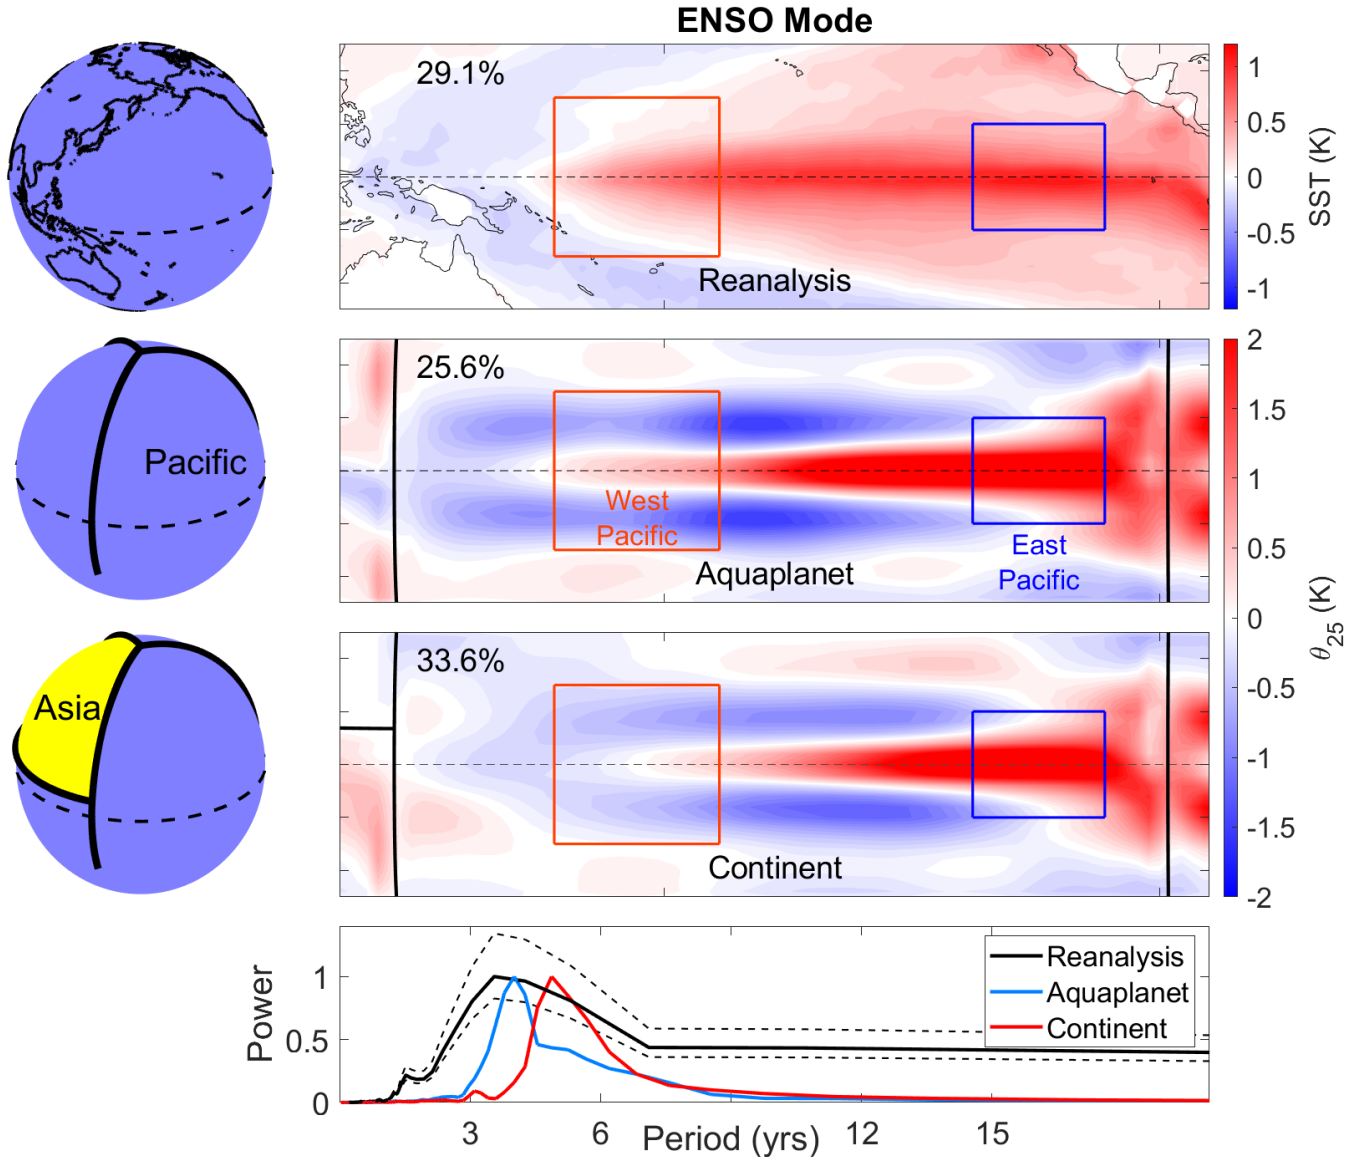 ENSO Mode
29.1%
Reanalysis
1
0.5
0
-0.5
-1
SST (K)
Pacific
25.6%
West
Pacific
East
Pacific
Aquaplanet
2
1.5
1
0.5
0
-0.5
-1
-1.5
-2
θ25 (K)
Asia
33.6%
Continent
Power
1
0.5
0
Reanalysis
Aquaplanet
Continent
3
6
Period (yrs)
12
15